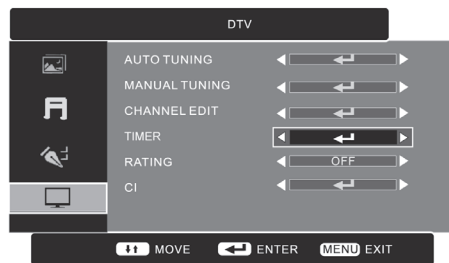 DTV
AUTO TUNING
MANUAL TUNING
CHANNEL EDIT
TIMER
RATING OFF
CI
MOVE ENTER MENU EXIT